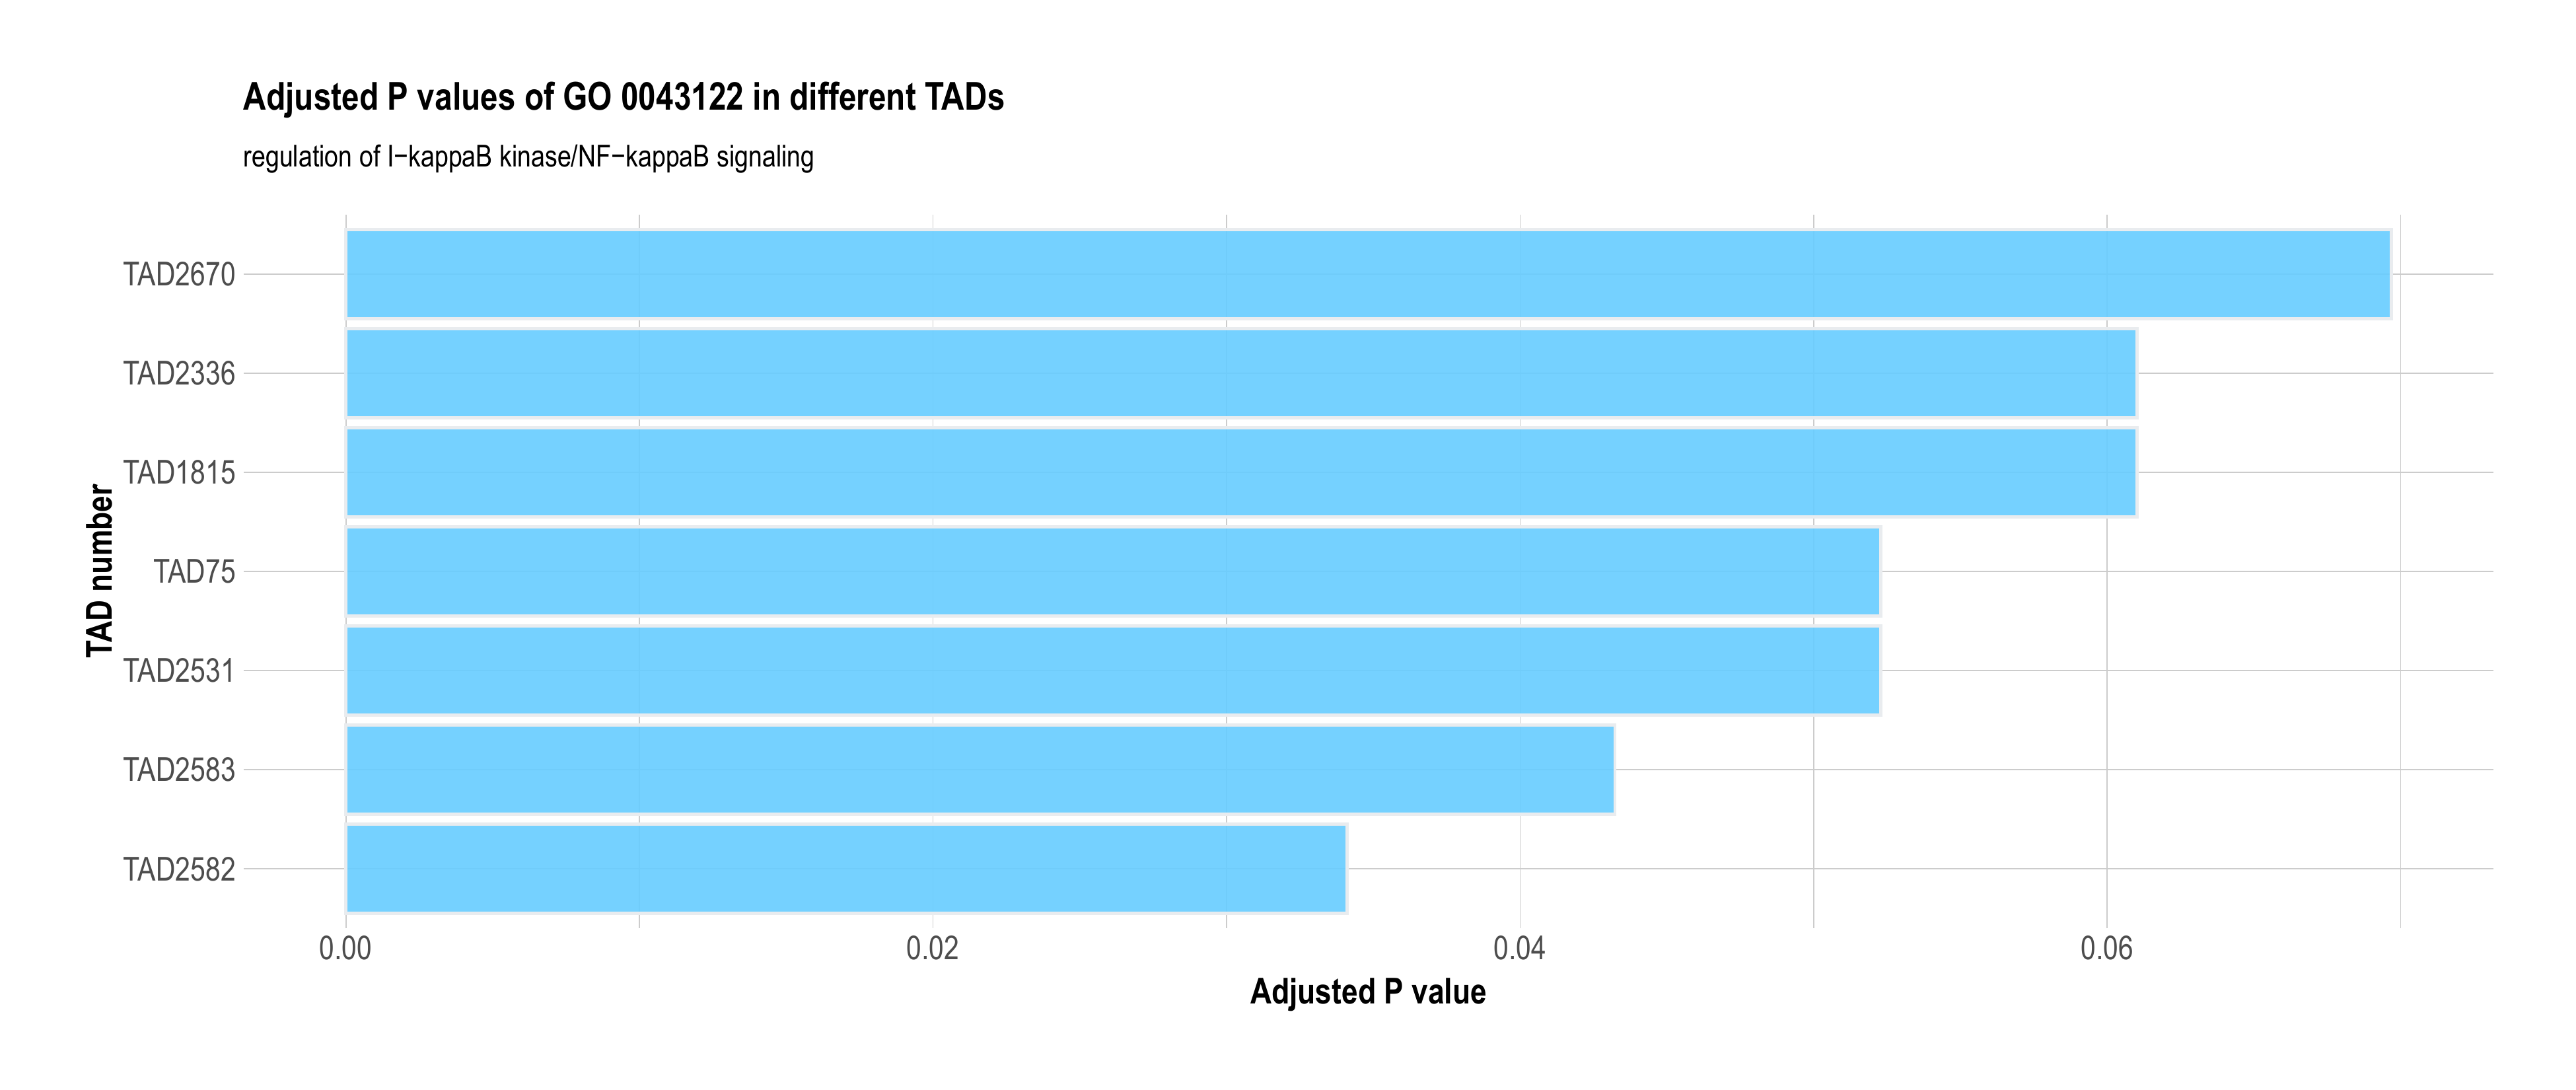 Adjusted P values of GO 0043122 in different TADs
regulation of I−kappaB kinase/NF−kappaB signaling
TAD number
TAD2670
TAD2336
TAD1815
TAD75
TAD2531
TAD2583
TAD2582
0.00 0.02 0.04 0.06
Adjusted P value